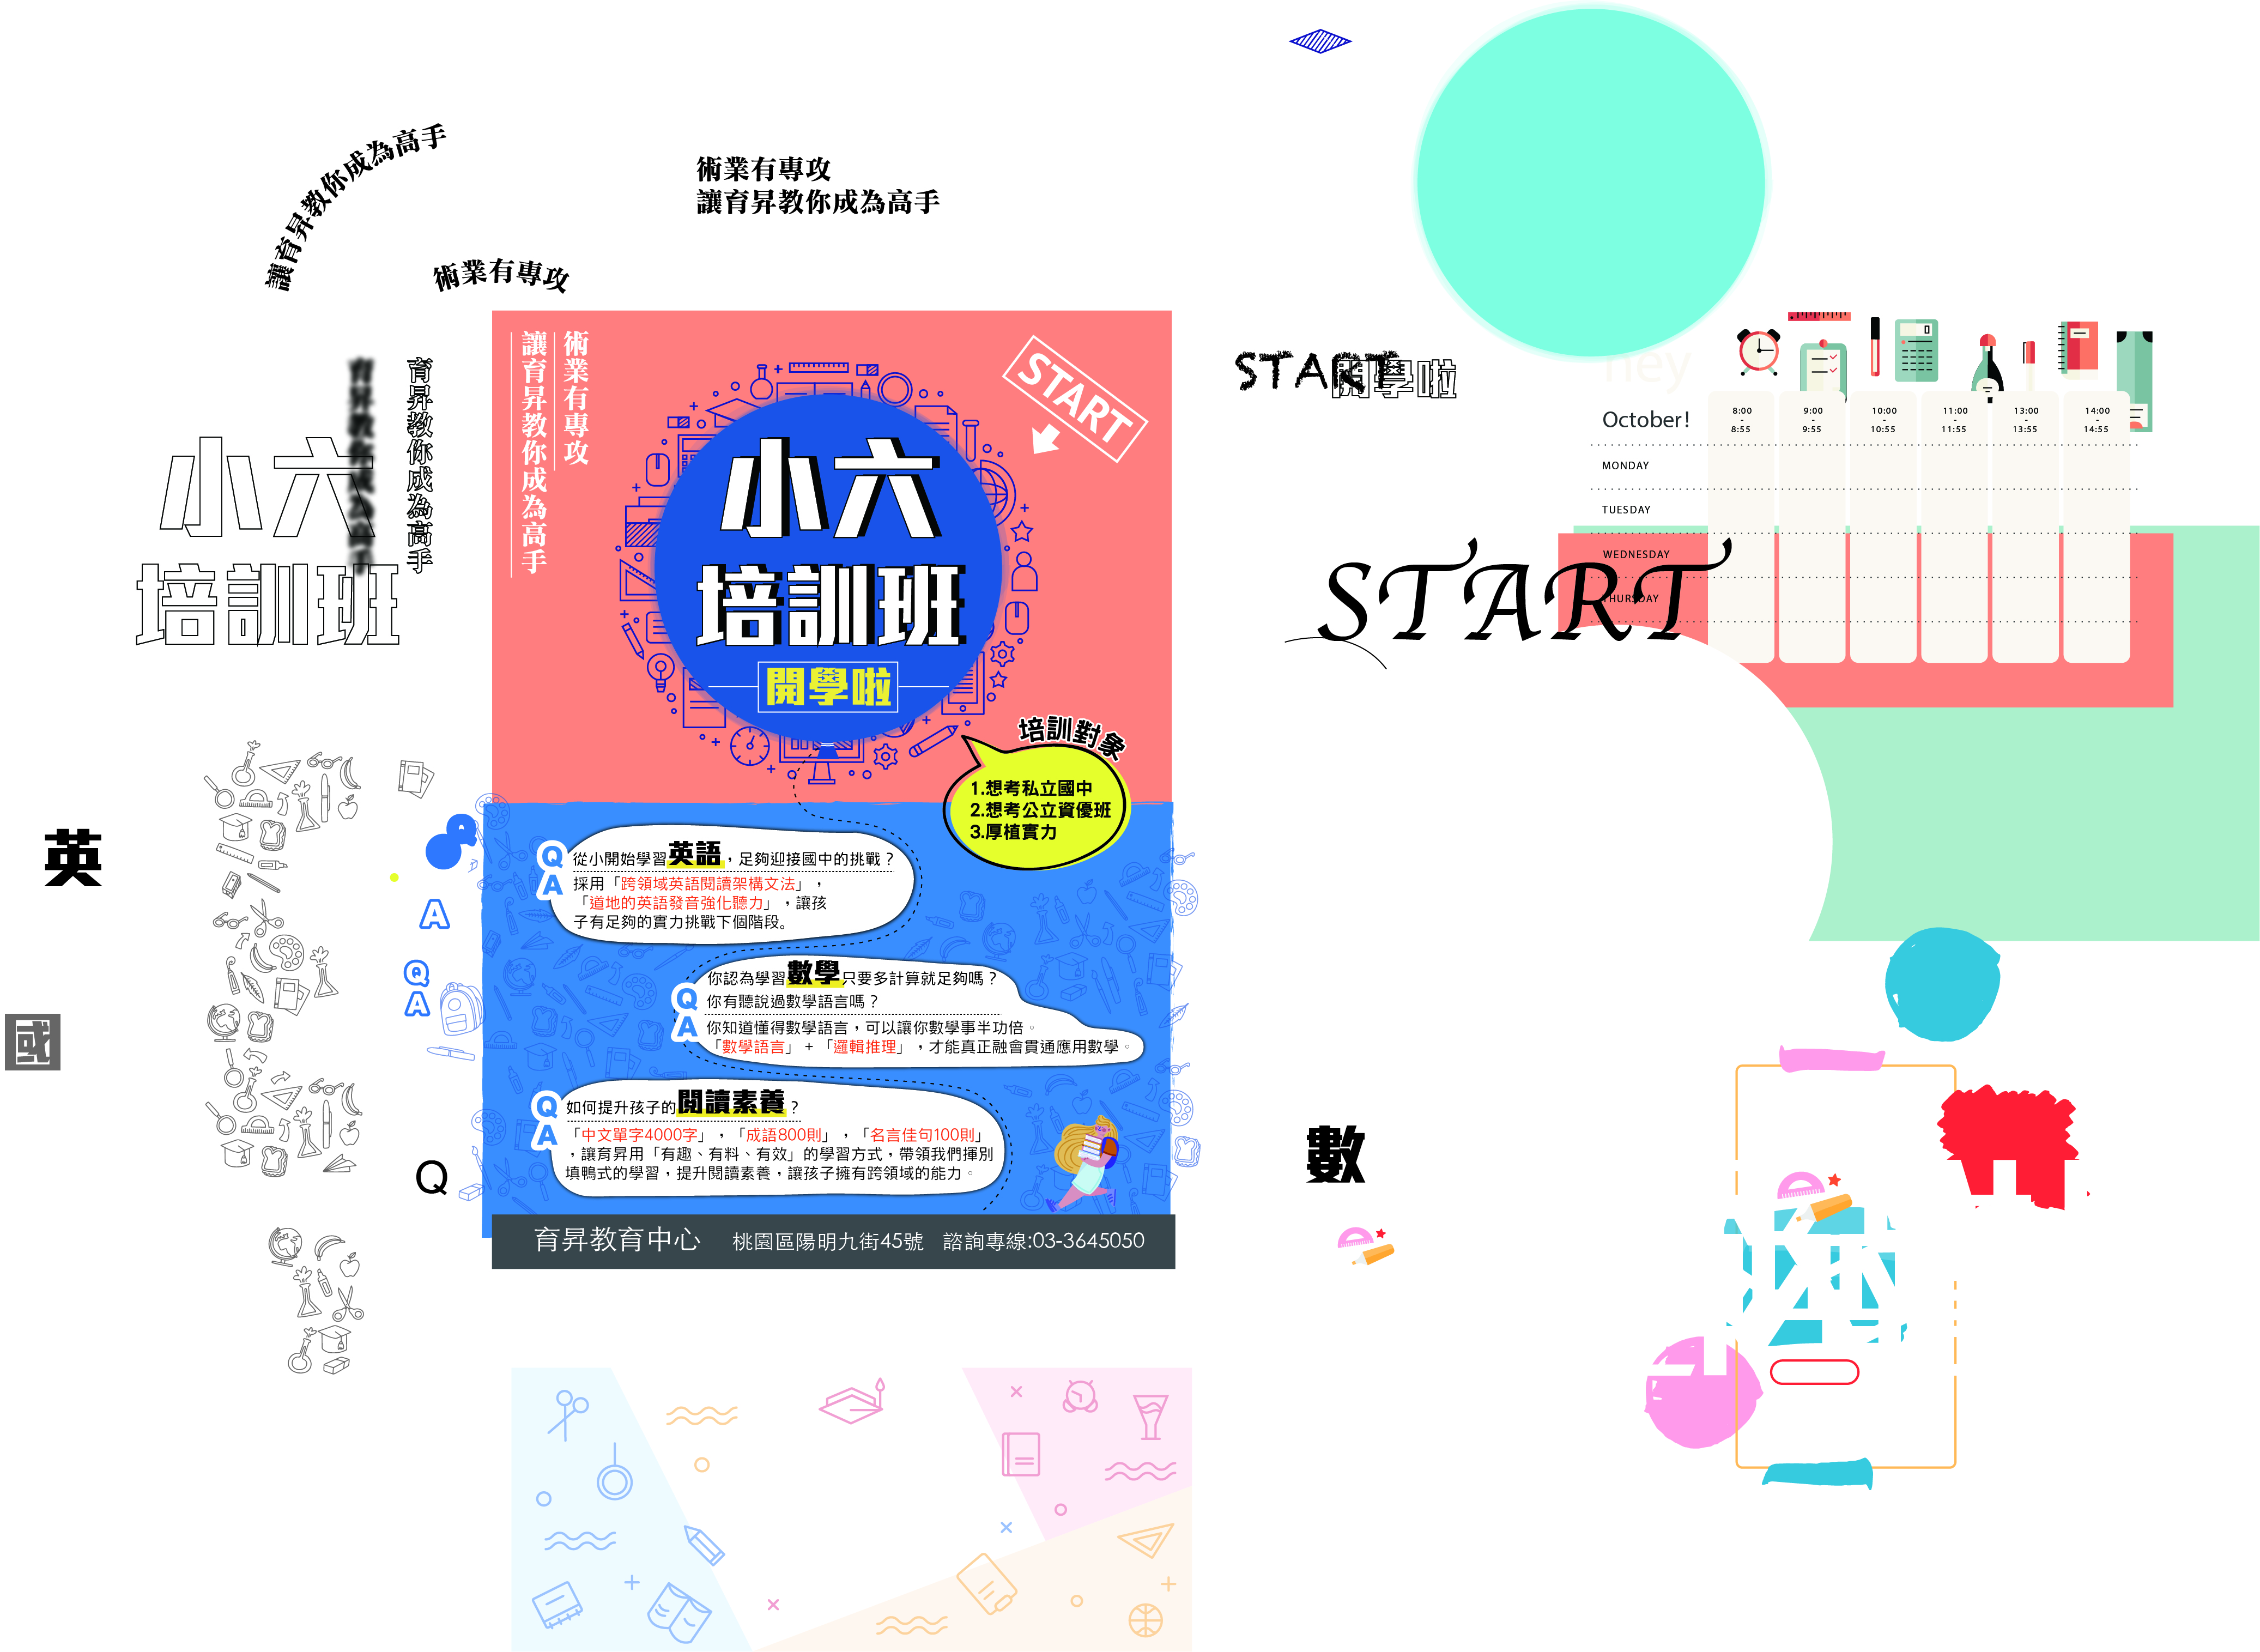 讓育昇教你成為高手
術業有專攻
術業有專攻
讓育昇教你成為高手
育昇教你成為高手
育昇教你成為高手
小六
培訓班
英
國
A
Q
A
Q
術業有專攻
讓育昇教你成為高手
START
小六
培訓班
開學啦
培訓對象
1.想考私立國中
2.想考公立資優班
3.厚植實力
Q
從小開始學習英語，足夠迎接國中的挑戰？
A
採用「跨領域英語閱讀架構文法」，
「道地的英語發音強化聽力」，讓孩
子有足夠的實力挑戰下個階段。
Q
你認為學習數學只要多計算就足夠嗎？
你有聽說過數學語言嗎？
A
你知道懂得數學語言，可以讓你數學事半功倍。
「數學語言」+「邏輯推理」，才能真正融會貫通應用數學。
Q
如何提升孩子的閱讀素養？
A
「中文單字4000字」，「成語800則」，「名言佳句100則」
，讓育昇用「有趣、有料、有效」的學習方式，帶領我們揮別
填鴨式的學習，提升閱讀素養，讓孩子擁有跨領域的能力。
育昇教育中心 桃園區陽明九街45號 諮詢專線:03-3645050
START
開學啦
hey
October!
8:00
-
8:55
9:00
-
9:55
10:00
-
10:55
11:00
-
11:55
13:00
-
13:55
14:00
-
14:55
MONDAY
TUESDAY
WEDNESDAY
THURSDAY
START
數